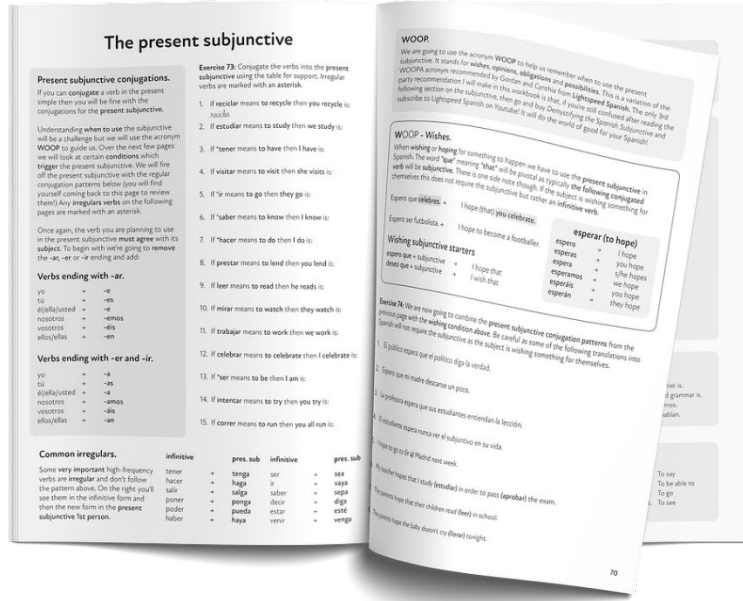 The present subjunctive
Present subjunctive conjugations.
If you can conjugate a verb in the present
simple then you will be fine with the
conjugations for the present subjunctive.
Understanding when to use the subjunctive
will be a challenge but we will use the acronym
WOOP to guide us. Over the next few pages
we will look at certain conditions which
trigger the present subjunctive. We will fire
off the present subjunctive with the regular
conjugation patterns below (you will find
yourself coming back to this page to review
them!) Any irregulars verbs on the following
pages are marked with an asterisk.
Once again, the verb you are planning to use
in the present subjunctive must agree with its
subject. To begin with we're going to remove
the -ar, -er or -ir ending and add:
Verbs ending with -ar.
yo → -e
tú → -es
él/ella/usted → -e
nosotros → -emos
vosotros → -éis
ellos/ellas → -en
Verbs ending with -er and -ir.
yo → -a
tú → -as
él/ella/usted → -a
nosotros → -amos
vosotros → -áis
ellos/ellas → -an
Exercise 73: Conjugate the verbs into the present
subjunctive using the table for support. Irregular
verbs are marked with an asterisk.
1. If reciclar means to recycle then you recycle is:
recicles
2. If estudiar means to study then we study is:
3. If *tener means to have then I have is:
4. If visitar means to visit then she visits is:
5. If *ir means to go then they go is:
6. If *saber means to know then I know is:
7. If *hacer means to do then I do is:
8. If prestar means to lend then you lend is:
9. If leer means to read then he reads is:
10. If mirar means to watch then they watch is:
11. If trabajar means to work then we work is:
12. If celebrar means to celebrate then I celebrate is:
13. If *ser means to be then I am is:
14. If intentar means to try then you try is:
15. If correr means to run then you all run is:
Common irregulars.
Some very important high-frequency
verbs are irregular and don't follow
the pattern above. On the right you'll
see them in the infinitive form and
then the new form in the present
subjunctive 1st person.
infinitive pres. sub infinitive pres. sub
tener → tenga ser → sea
hacer → haga ir → vaya
salir → salga saber → sepa
poner → ponga decir → diga
poder → pueda estar → esté
haber → haya venir → venga
WOOP.
We are going to use the acronym WOOP to help us remember when to use the present
subjunctive. It stands for wishes, opinions, obligations and possibilities. This is a variation of the
WOOPA acronym recommended by Gordan and Cynthia from Lightspeed Spanish. The only 3rd
party recommendation I will make in this workbook is that, if you're still confused after reading the
following section on the subjunctive, then go and buy Demystifying the Spanish Subjunctive and
subscribe to Lightspeed Spanish on Youtube! It will do the world of good for your Spanish!
WOOP - Wishes.
When wishing or hoping for something to happen we have to use the present subjunctive in
Spanish. The word "que" meaning "that" will be pivotal as typically the following conjugated
verb will be subjunctive. There is one side note though. If the subject is wishing something for
themselves this does not require the subjunctive but rather an infinitive verb.
Espero que celebres. → I hope (that) you celebrate.
Espero ser futbolista. → I hope to become a footballer.
Wishing subjunctive starters
espero que + subjunctive → I hope that
deseo que + subjunctive → I wish that
esperar (to hope)
espero → I hope
esperas → you hope
espera → s/he hopes
esperamos → we hope
esperáis → you hope
esperán → they hope
Exercise 74: We are now going to combine the present subjunctive conjugation patterns from the
previous page with the wishing condition above. Be careful as some of the following translations into
Spanish will not require the subjunctive as the subject is wishing something for themselves.
1. El público espera que el político diga la verdad.
2. Espero que mi madre descanse un poco.
La profesora espera que sus estudiantes entiendan la lección.
El estudiante espera nunca ver el subjuntivo en su vida.
I hope to go to (ir a) Madrid next week.
My teacher hopes that I study (estudiar) in order to pass (aprobar) the exam.
The parents hope that their children read (leer) in school.
The parents hope the baby doesn't cry (llorar) tonight.
70
grammar is.
To say
To be able to
To go
To see